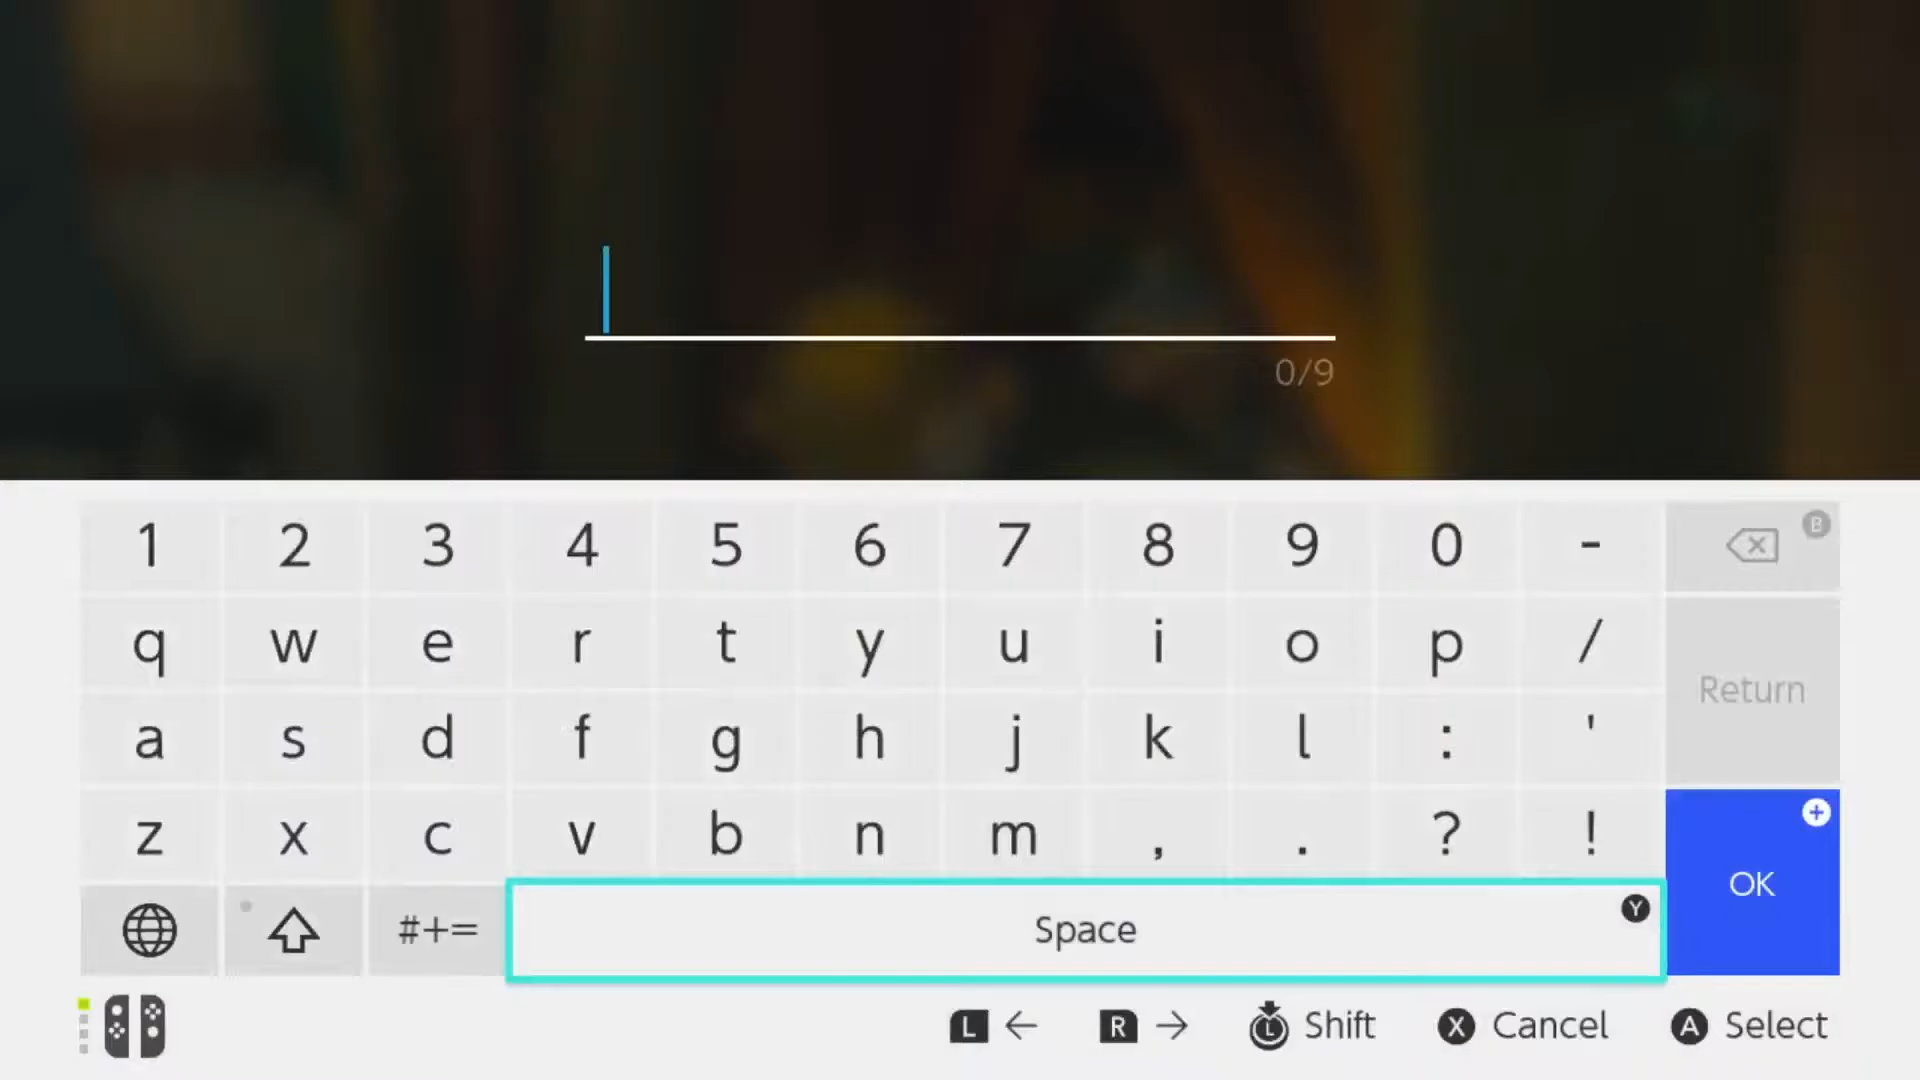 0/9
1 2 3 4 5 6 7 8 9 0 - B
q w e r t y u i o p /
Return
a s d f g h j k l : '
z x c v b n m , . ? !
OK
#+= Space Y
L ← R → L Shift X Cancel A Select